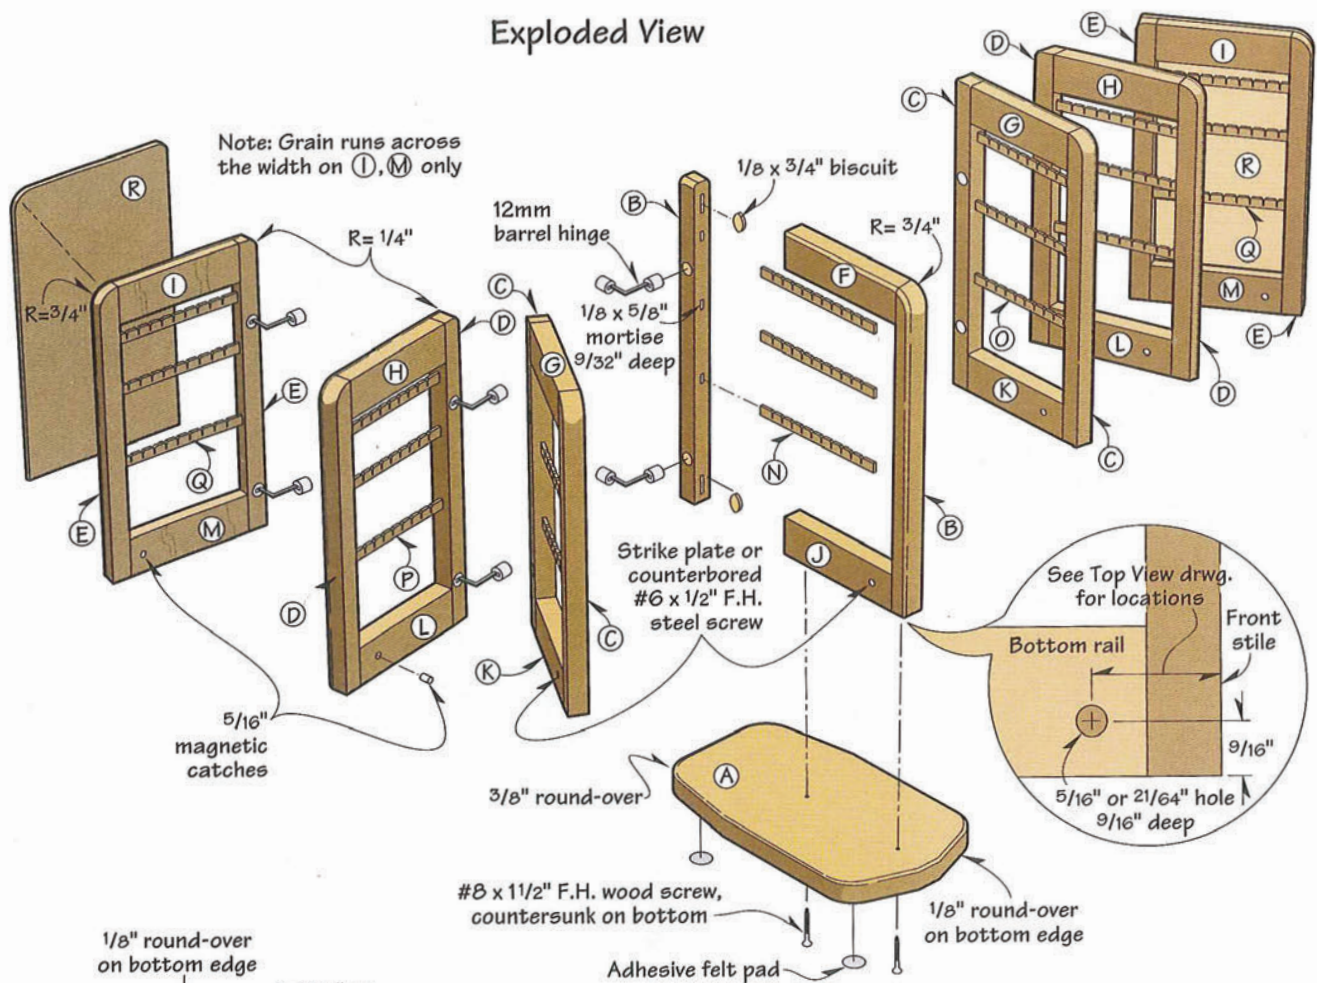 Exploded View
Note: Grain runs across
the width on Ⓘ, Ⓜ only
R
R=3/4"
I
R= 1/4"
E
Q
M
E
H
D
P
D
L
5/16"
magnetic
catches
C
G
C
K
12mm
barrel hinge
B
1/8 x 3/4" biscuit
1/8 x 5/8"
mortise
9/32" deep
R= 3/4"
F
N
B
J
Strike plate or
counterbored
#6 x 1/2" F.H.
steel screw
C
G
O
K
C
D
H
L
D
E
I
R
Q
M
E
See Top View drwg.
for locations
Bottom rail
Front
stile
9/16"
5/16" or 21/64" hole
9/16" deep
A
3/8" round-over
#8 x 11/2" F.H. wood screw,
countersunk on bottom
1/8" round-over
on bottom edge
Adhesive felt pad
1/8" round-over
on bottom edge